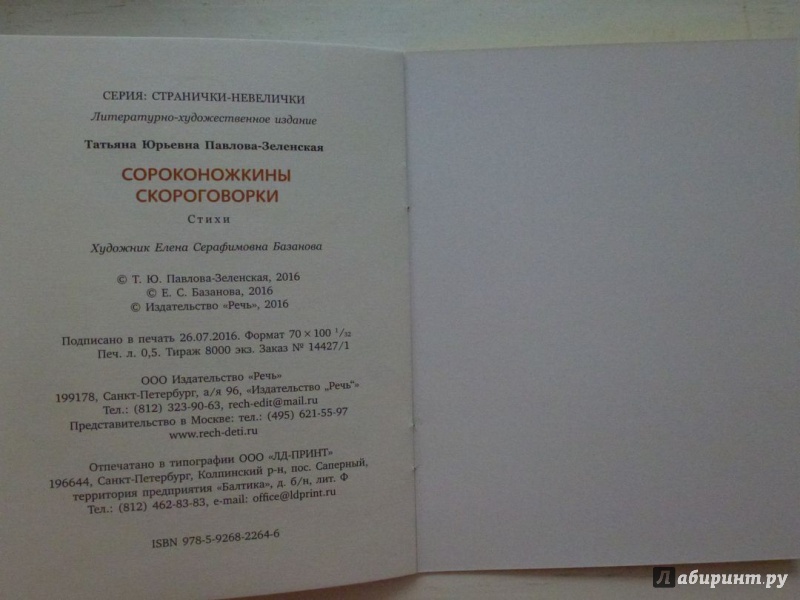 СЕРИЯ: СТРАНИЧКИ-НЕВЕЛИЧКИ
Литературно-художественное издание
Татьяна Юрьевна Павлова-Зеленская
СОРОКОНОЖКИНЫ
СКОРОГОВОРКИ
Стихи
Художник Елена Серафимовна Базанова
© Т. Ю. Павлова-Зеленская, 2016
© Е. С. Базанова, 2016
© Издательство «Речь», 2016
Подписано в печать 26.07.2016. Формат 70 × 100 1/32
Печ. л. 0,5. Тираж 8000 экз. Заказ № 14427/1
ООО Издательство «Речь»
199178, Санкт-Петербург, а/я 96, «Издательство „Речь“»
Тел.: (812) 323-90-63, rech-edit@mail.ru
Представительство в Москве: тел.: (495) 621-55-97
www.rech-deti.ru
Отпечатано в типографии ООО «ЛД-ПРИНТ»
196644, Санкт-Петербург, Колпинский р-н, пос. Саперный,
территория предприятия «Балтика», д. б/н, лит. Ф
Тел.: (812) 462-83-83, e-mail: office@ldprint.ru
ISBN 978-5-9268-2264-6
Лабиринт.ру